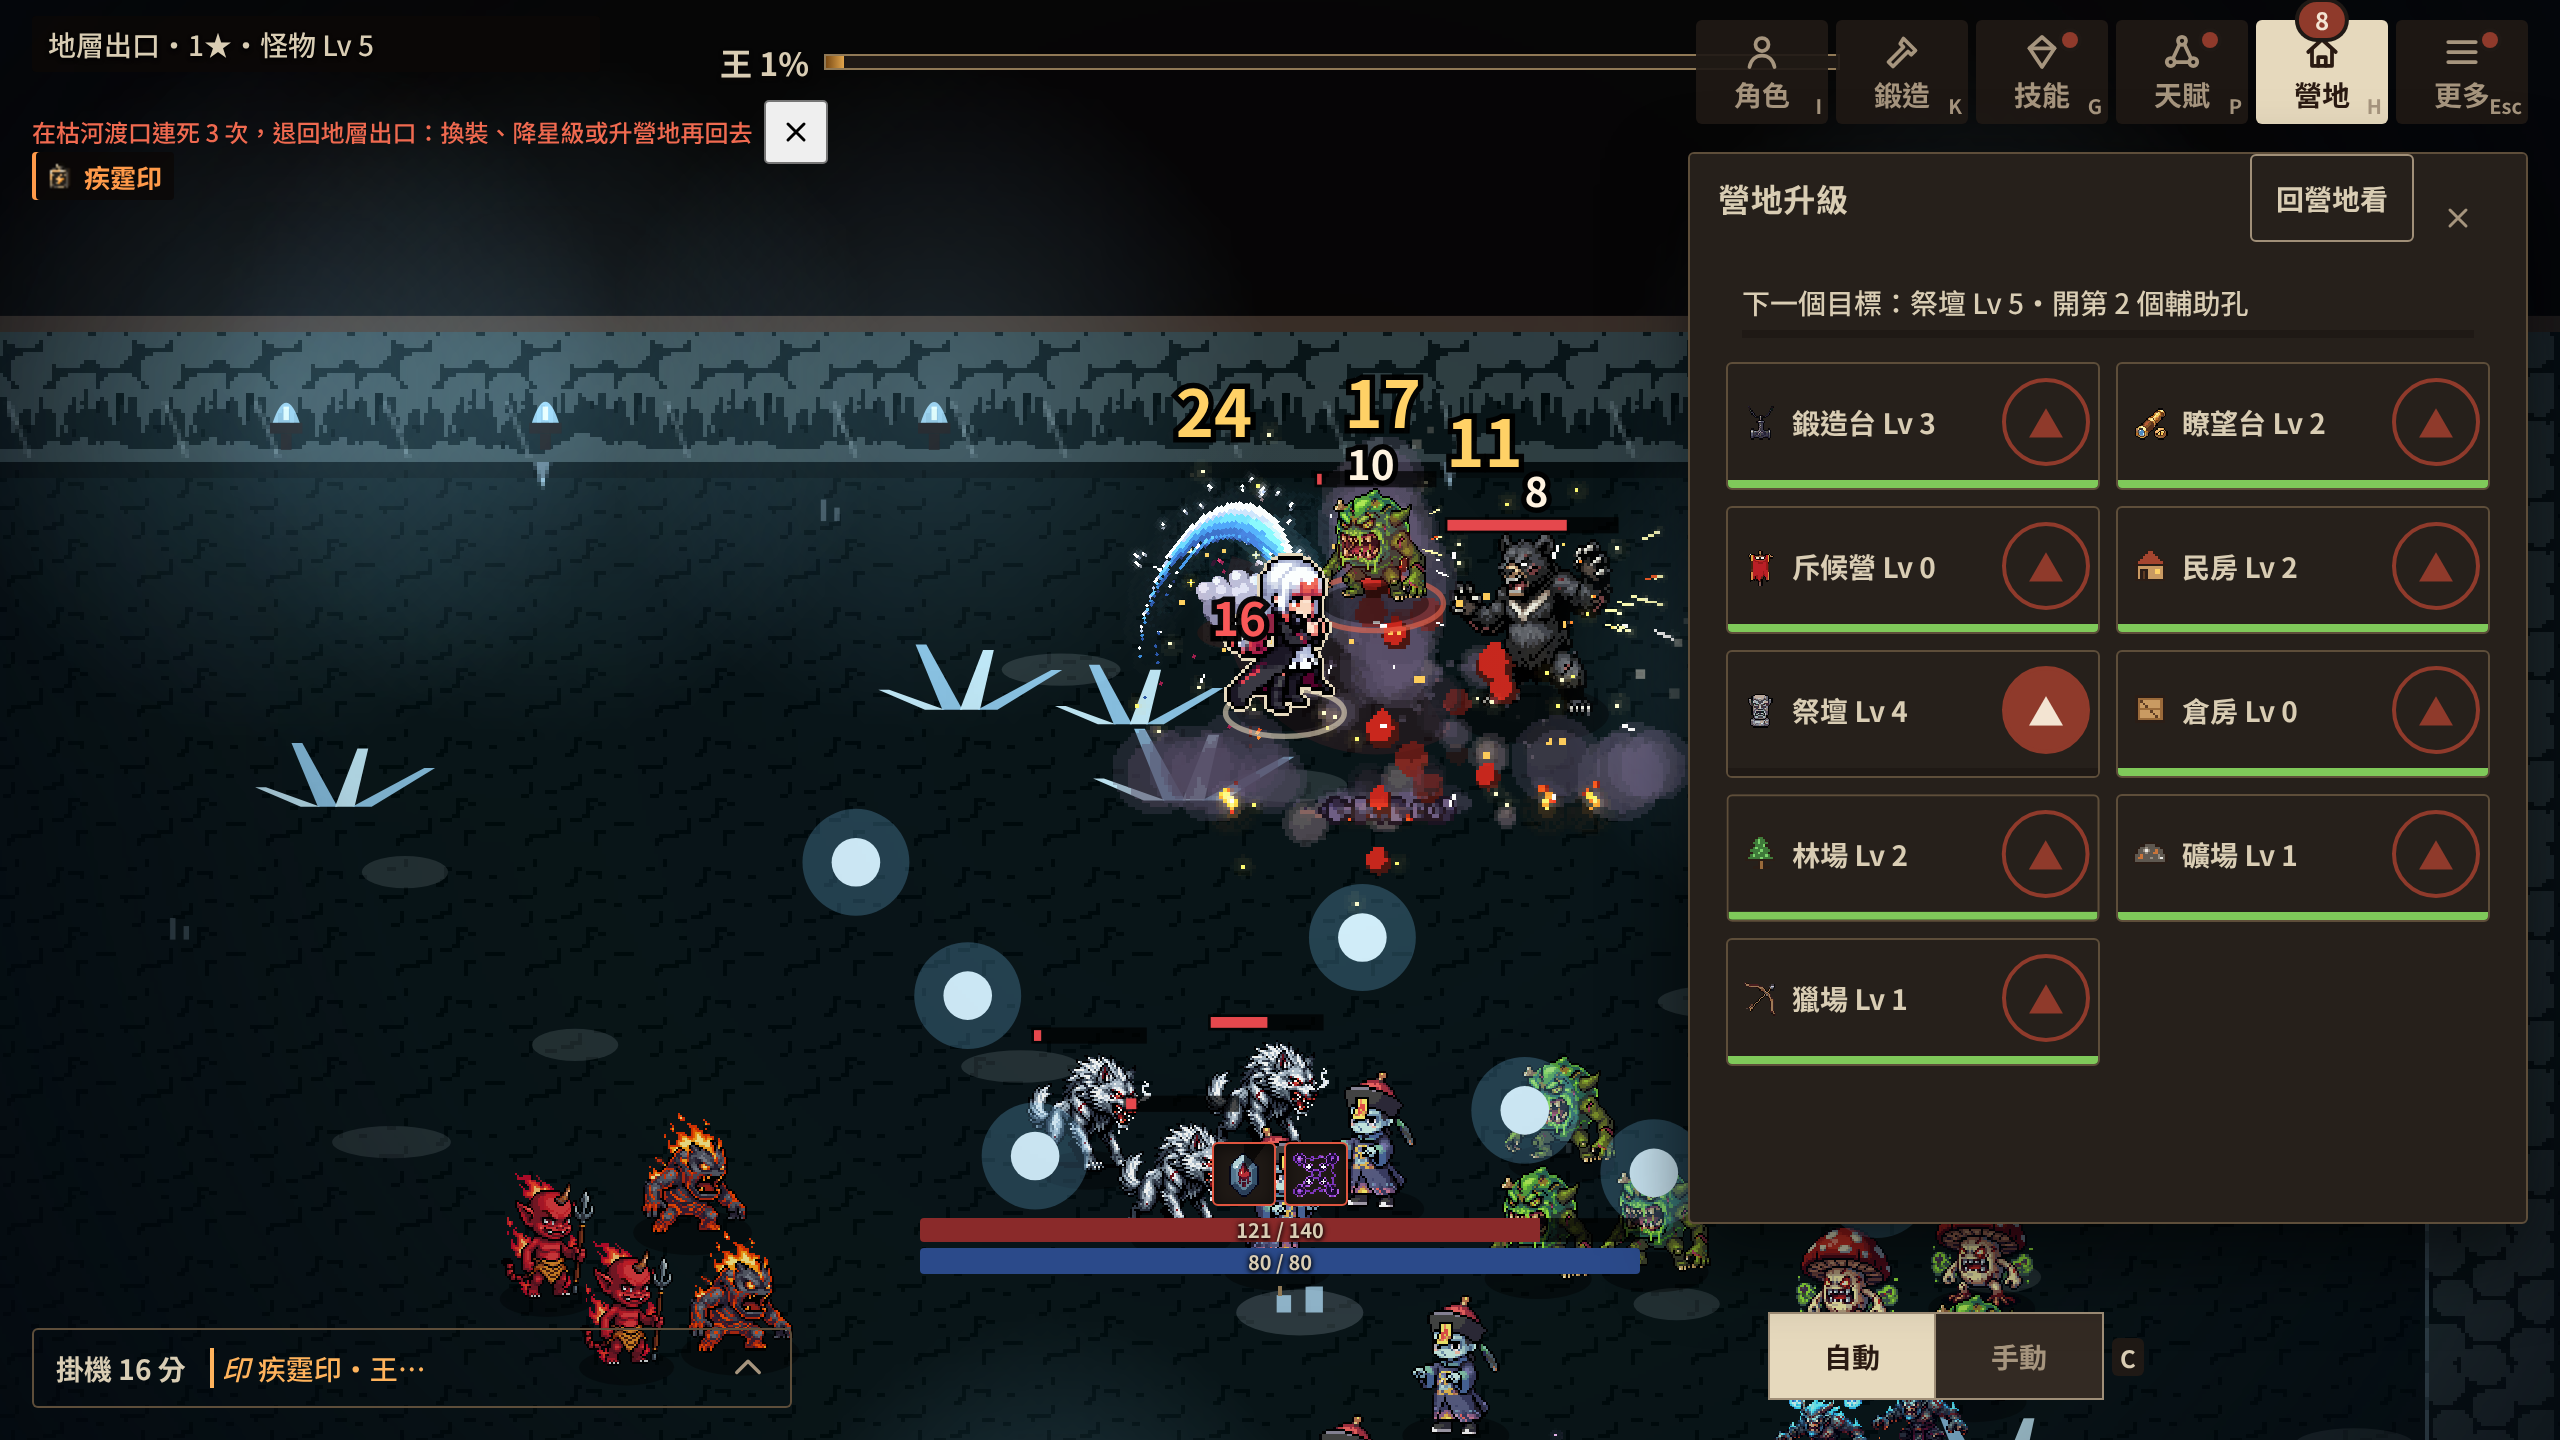 地層出口・1★・怪物 Lv 5
王 1%
角色 I
鍛造 K
技能 G
天賦 P
8
營地 H
更多 Esc
在枯河渡口連死 3 次，退回地層出口：換裝、降星級或升營地再回去
疾霆印
營地升級
回營地看
下一個目標：祭壇 Lv 5・開第 2 個輔助孔
鍛造台 Lv 3
瞭望台 Lv 2
斥候營 Lv 0
民房 Lv 2
祭壇 Lv 4
倉房 Lv 0
林場 Lv 2
礦場 Lv 1
獵場 Lv 1
24
17
11
10
8
16
121 / 140
80 / 80
掛機 16 分
印 疾霆印・王…
自動
手動
C